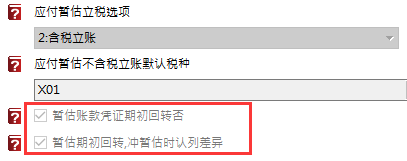 应付暂估立税选项
2:含税立账
应付暂估不含税立账默认税种
X01
暂估账款凭证期初回转否
暂估期初回转,冲暂估时认列差异